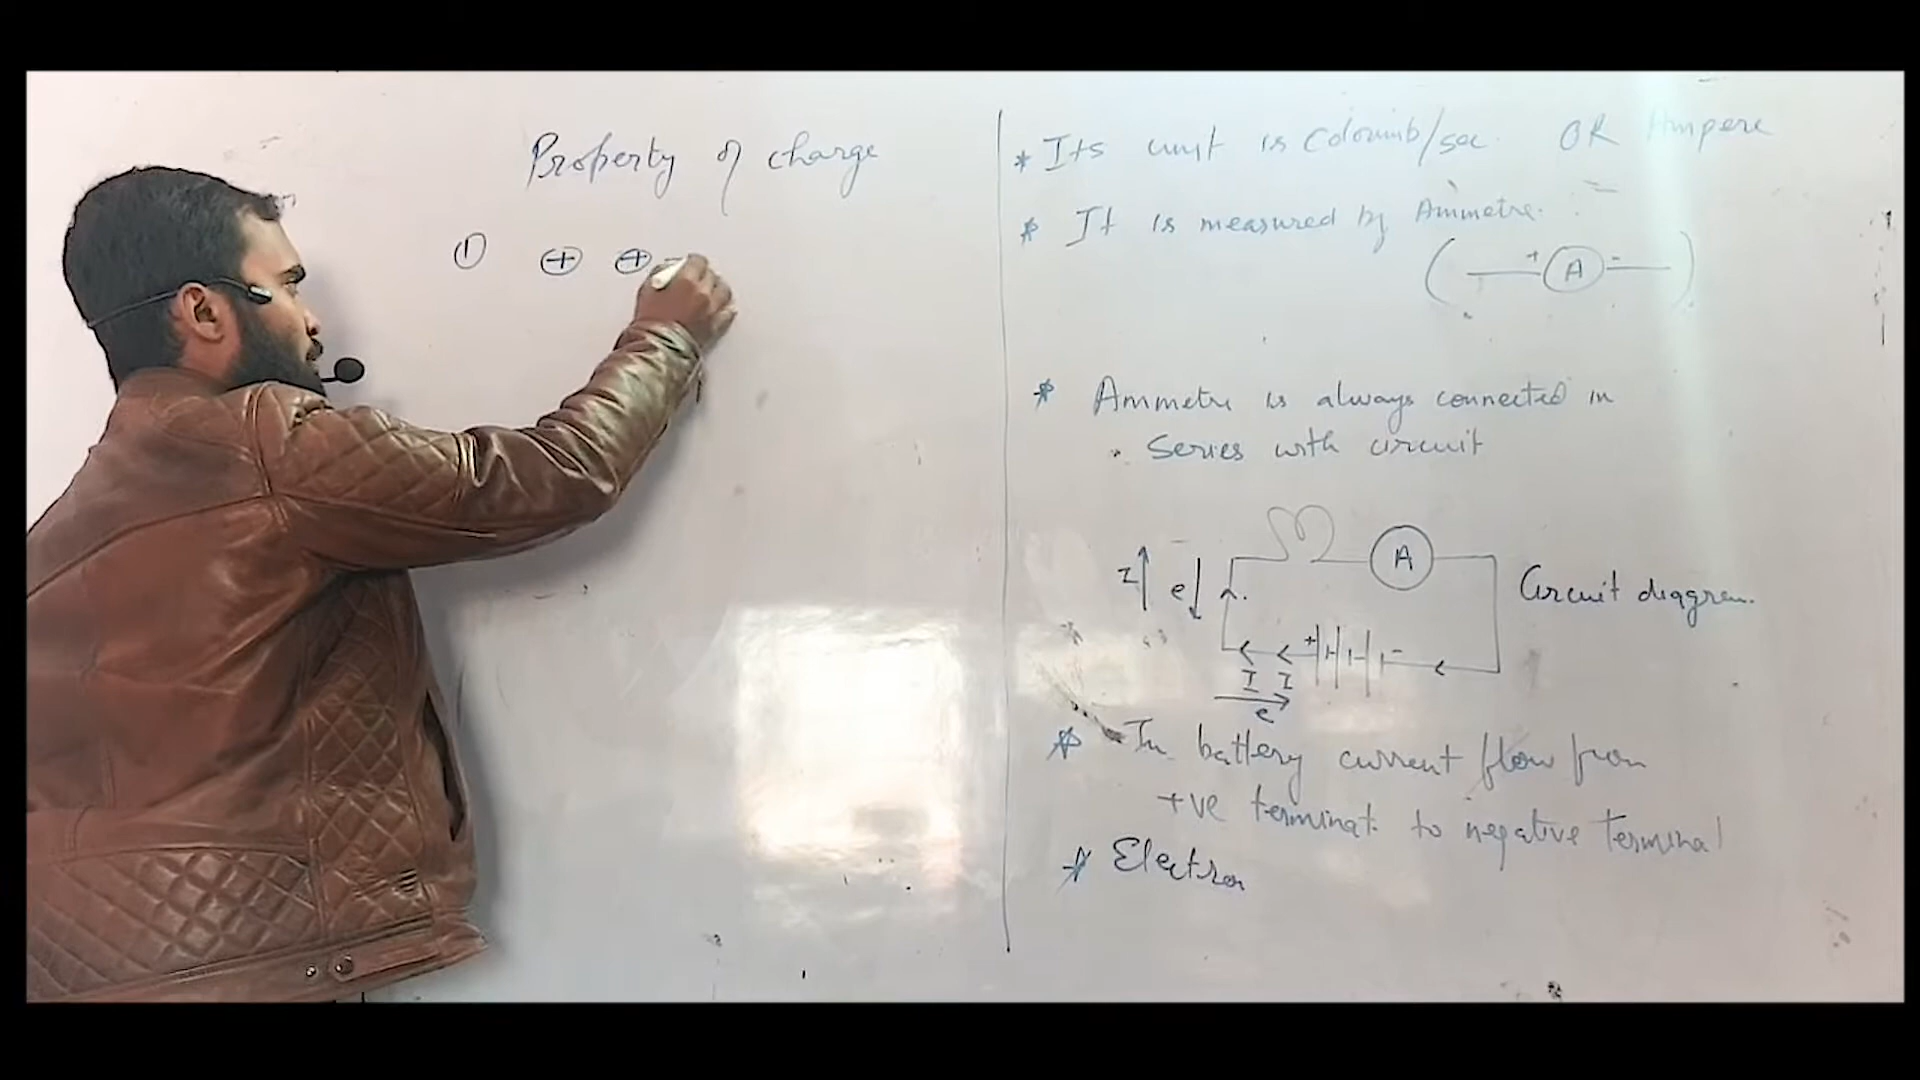 Property of charge
① ⊕ ⊕ -
* Its unit is Coloumb/sec. OR Ampere
* It is measured by Ammetre.
( + A - )
* Ammetre is always connected in
series with circuit
A
I e Circuit diagram.
+ -
I I
e
* In battery current flow from
+ve terminat to negative terminal
* Electron